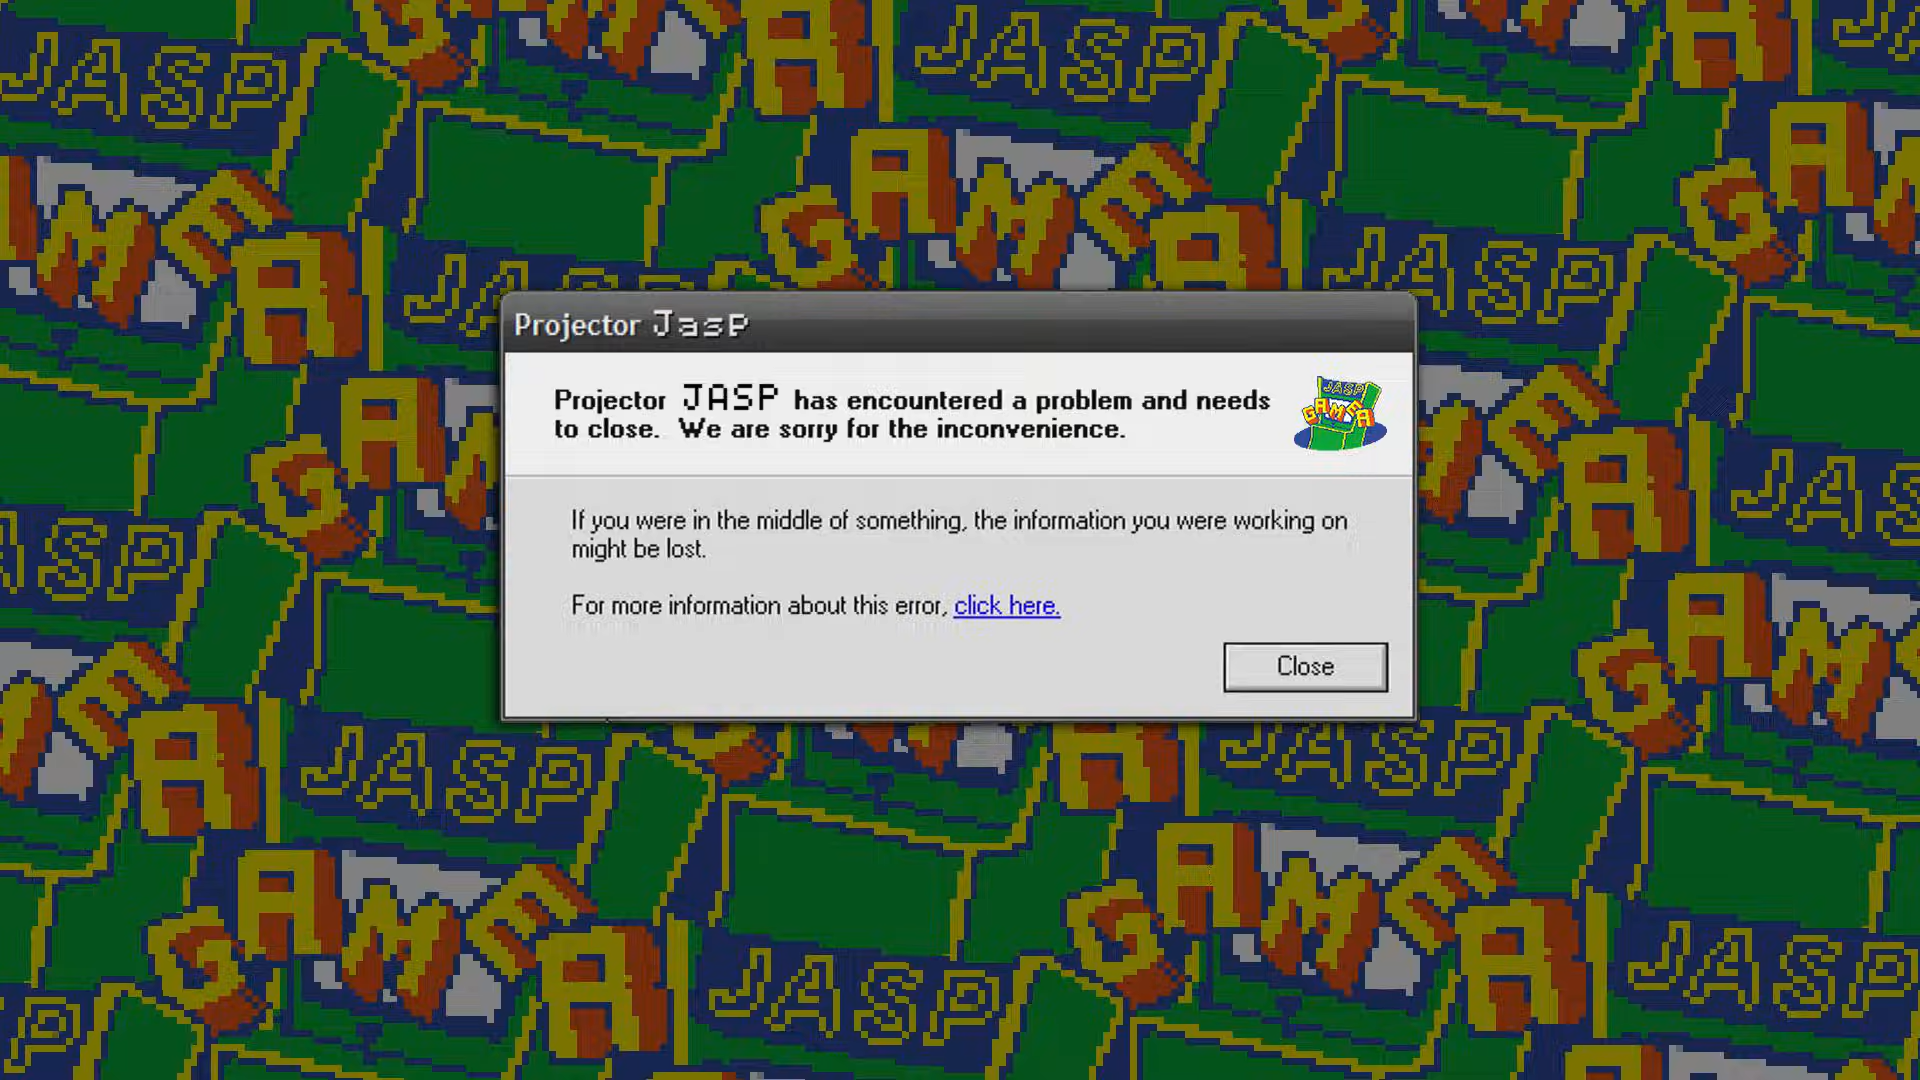 Projector Jasp
Projector JASP has encountered a problem and needs
to close. We are sorry for the inconvenience.
JASP
GAMEA
If you were in the middle of something, the information you were working on
might be lost.
For more information about this error, click here.
Close
JASP
GAMEA